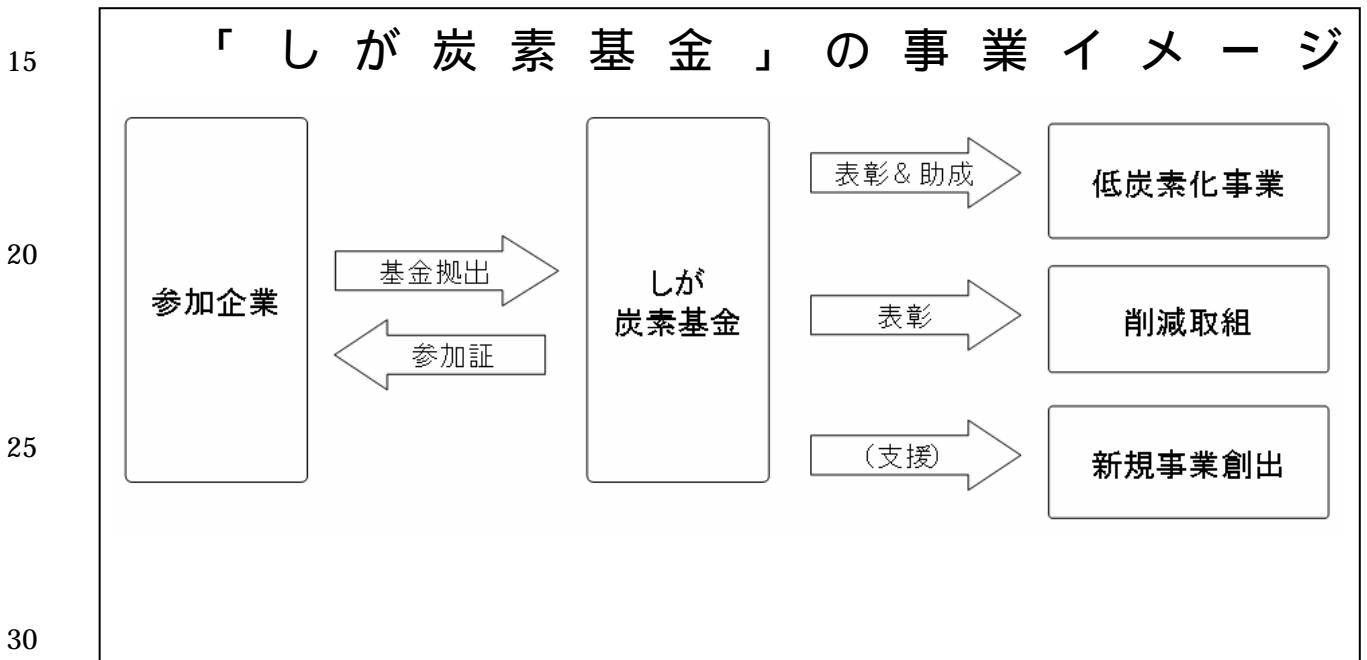 15
「しが炭素基金」の事業イメージ
表彰&助成
低炭素化事業
20
基金拠出
参加企業
しが
炭素基金
表彰
削減取組
参加証
25
(支援)
新規事業創出
30